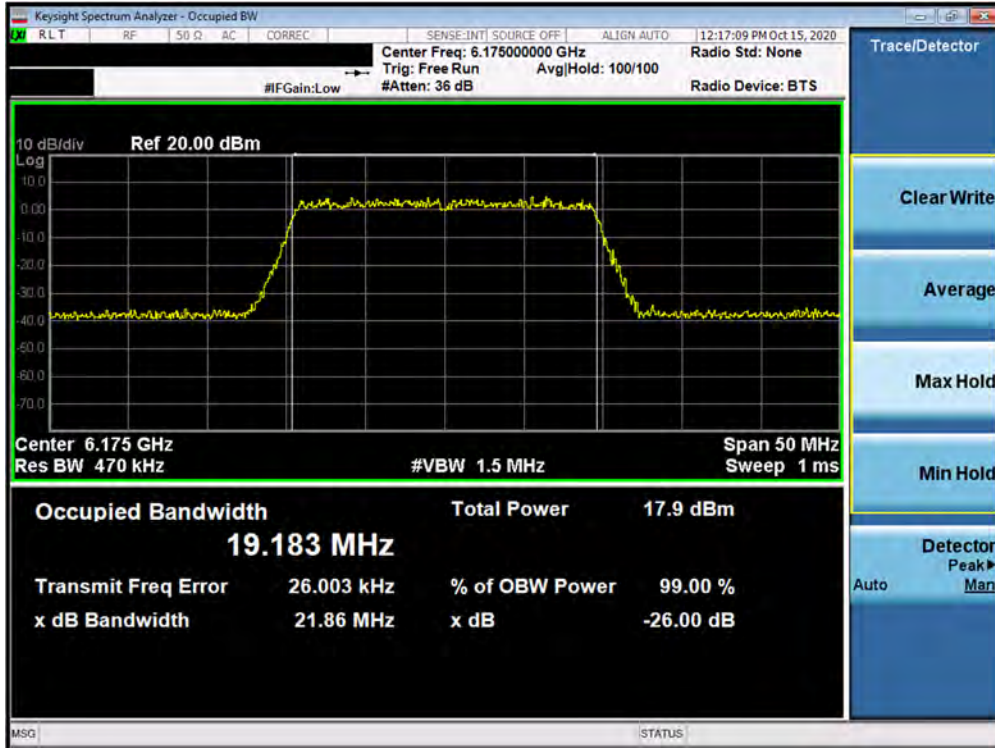 Keysight Spectrum Analyzer - Occupied BW
LXI RLT RF 50 Ω AC CORREC SENSE:INT SOURCE OFF ALIGN AUTO 12:17:09 PM Oct 15, 2020
Center Freq: 6.175000000 GHz Radio Std: None
Trig: Free Run Avg|Hold: 100/100
#IFGain:Low #Atten: 36 dB Radio Device: BTS
Trace/Detector
10 dB/div Ref 20.00 dBm
Log
10.0
0.00
-10.0
-20.0
-30.0
-40.0
-50.0
-60.0
-70.0
Center 6.175 GHz Span 50 MHz
Res BW 470 kHz #VBW 1.5 MHz Sweep 1 ms
Occupied Bandwidth Total Power 17.9 dBm
19.183 MHz
Transmit Freq Error 26.003 kHz % of OBW Power 99.00 %
x dB Bandwidth 21.86 MHz x dB -26.00 dB
Clear Write
Average
Max Hold
Min Hold
Detector
Peak▶
Auto Man
MSG STATUS